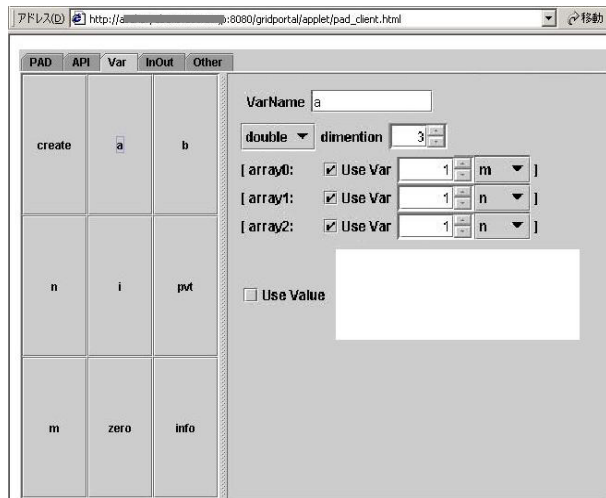 アドレス(D) http://a :8080/gridportal/applet/pad_client.html 移動
PAD API Var InOut Other
create a b
n i pvt
m zero info
VarName a
double dimention 3
[ array0: Use Var 1 m ]
[ array1: Use Var 1 n ]
[ array2: Use Var 1 n ]
Use Value